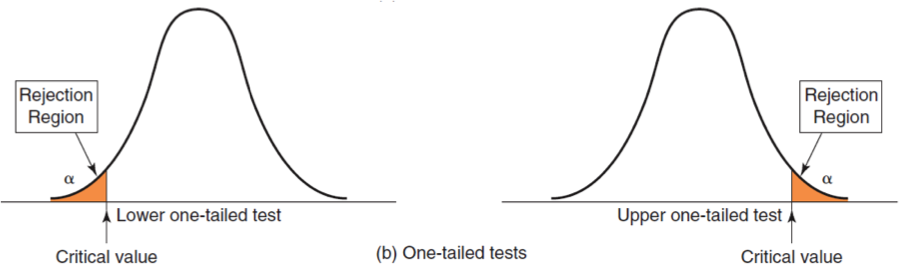 Rejection
Region
α
Lower one-tailed test
Critical value
(b) One-tailed tests
Rejection
Region
α
Upper one-tailed test
Critical value